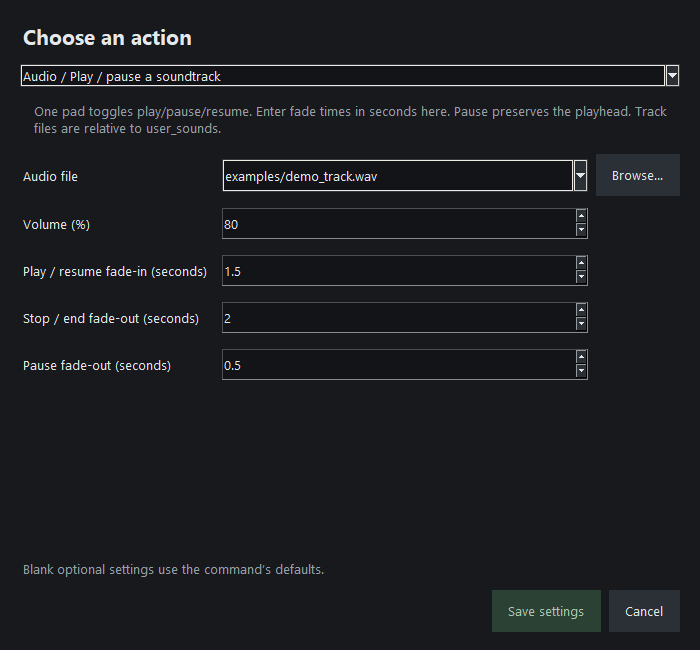 Choose an action
Audio / Play / pause a soundtrack
One pad toggles play/pause/resume. Enter fade times in seconds here. Pause preserves the playhead. Track
files are relative to user_sounds.
Audio file
examples/demo_track.wav
Browse...
Volume (%)
80
Play / resume fade-in (seconds)
1.5
Stop / end fade-out (seconds)
2
Pause fade-out (seconds)
0.5
Blank optional settings use the command's defaults.
Save settings
Cancel